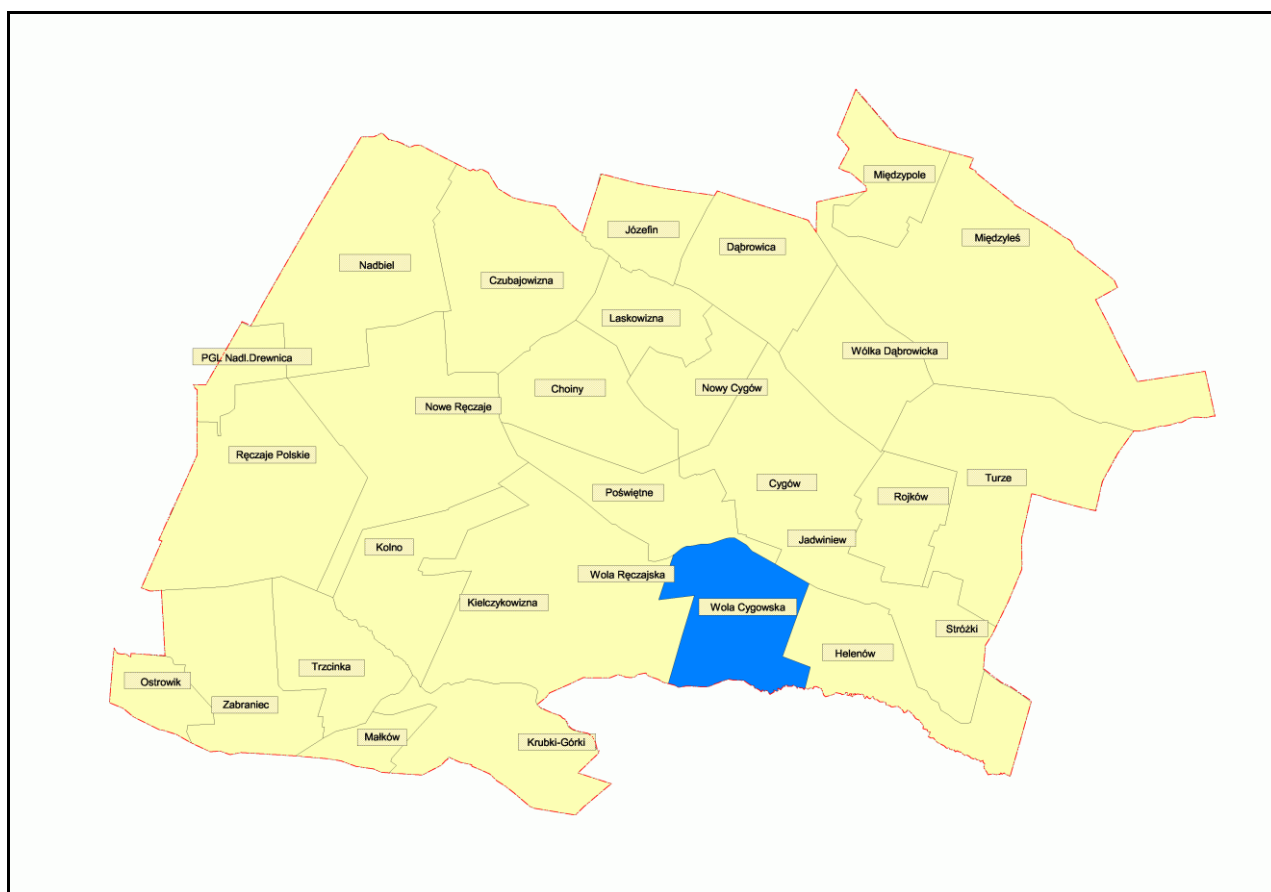 Międzypole
Józefin
Międzyleś
Dąbrowica
Nadbiel
Czubajowizna
Laskowizna
Wólka Dąbrowicka
PGL Nadl.Drewnica
Choiny
Nowy Cygów
Nowe Ręczaje
Ręczaje Polskie
Turze
Cygów
Poświętne
Rojków
Jadwiniew
Kolno
Wola Ręczajska
Kielczykowizna
Wola Cygowska
Stróżki
Helenów
Trzcinka
Ostrowik
Zabraniec
Małków
Krubki-Górki